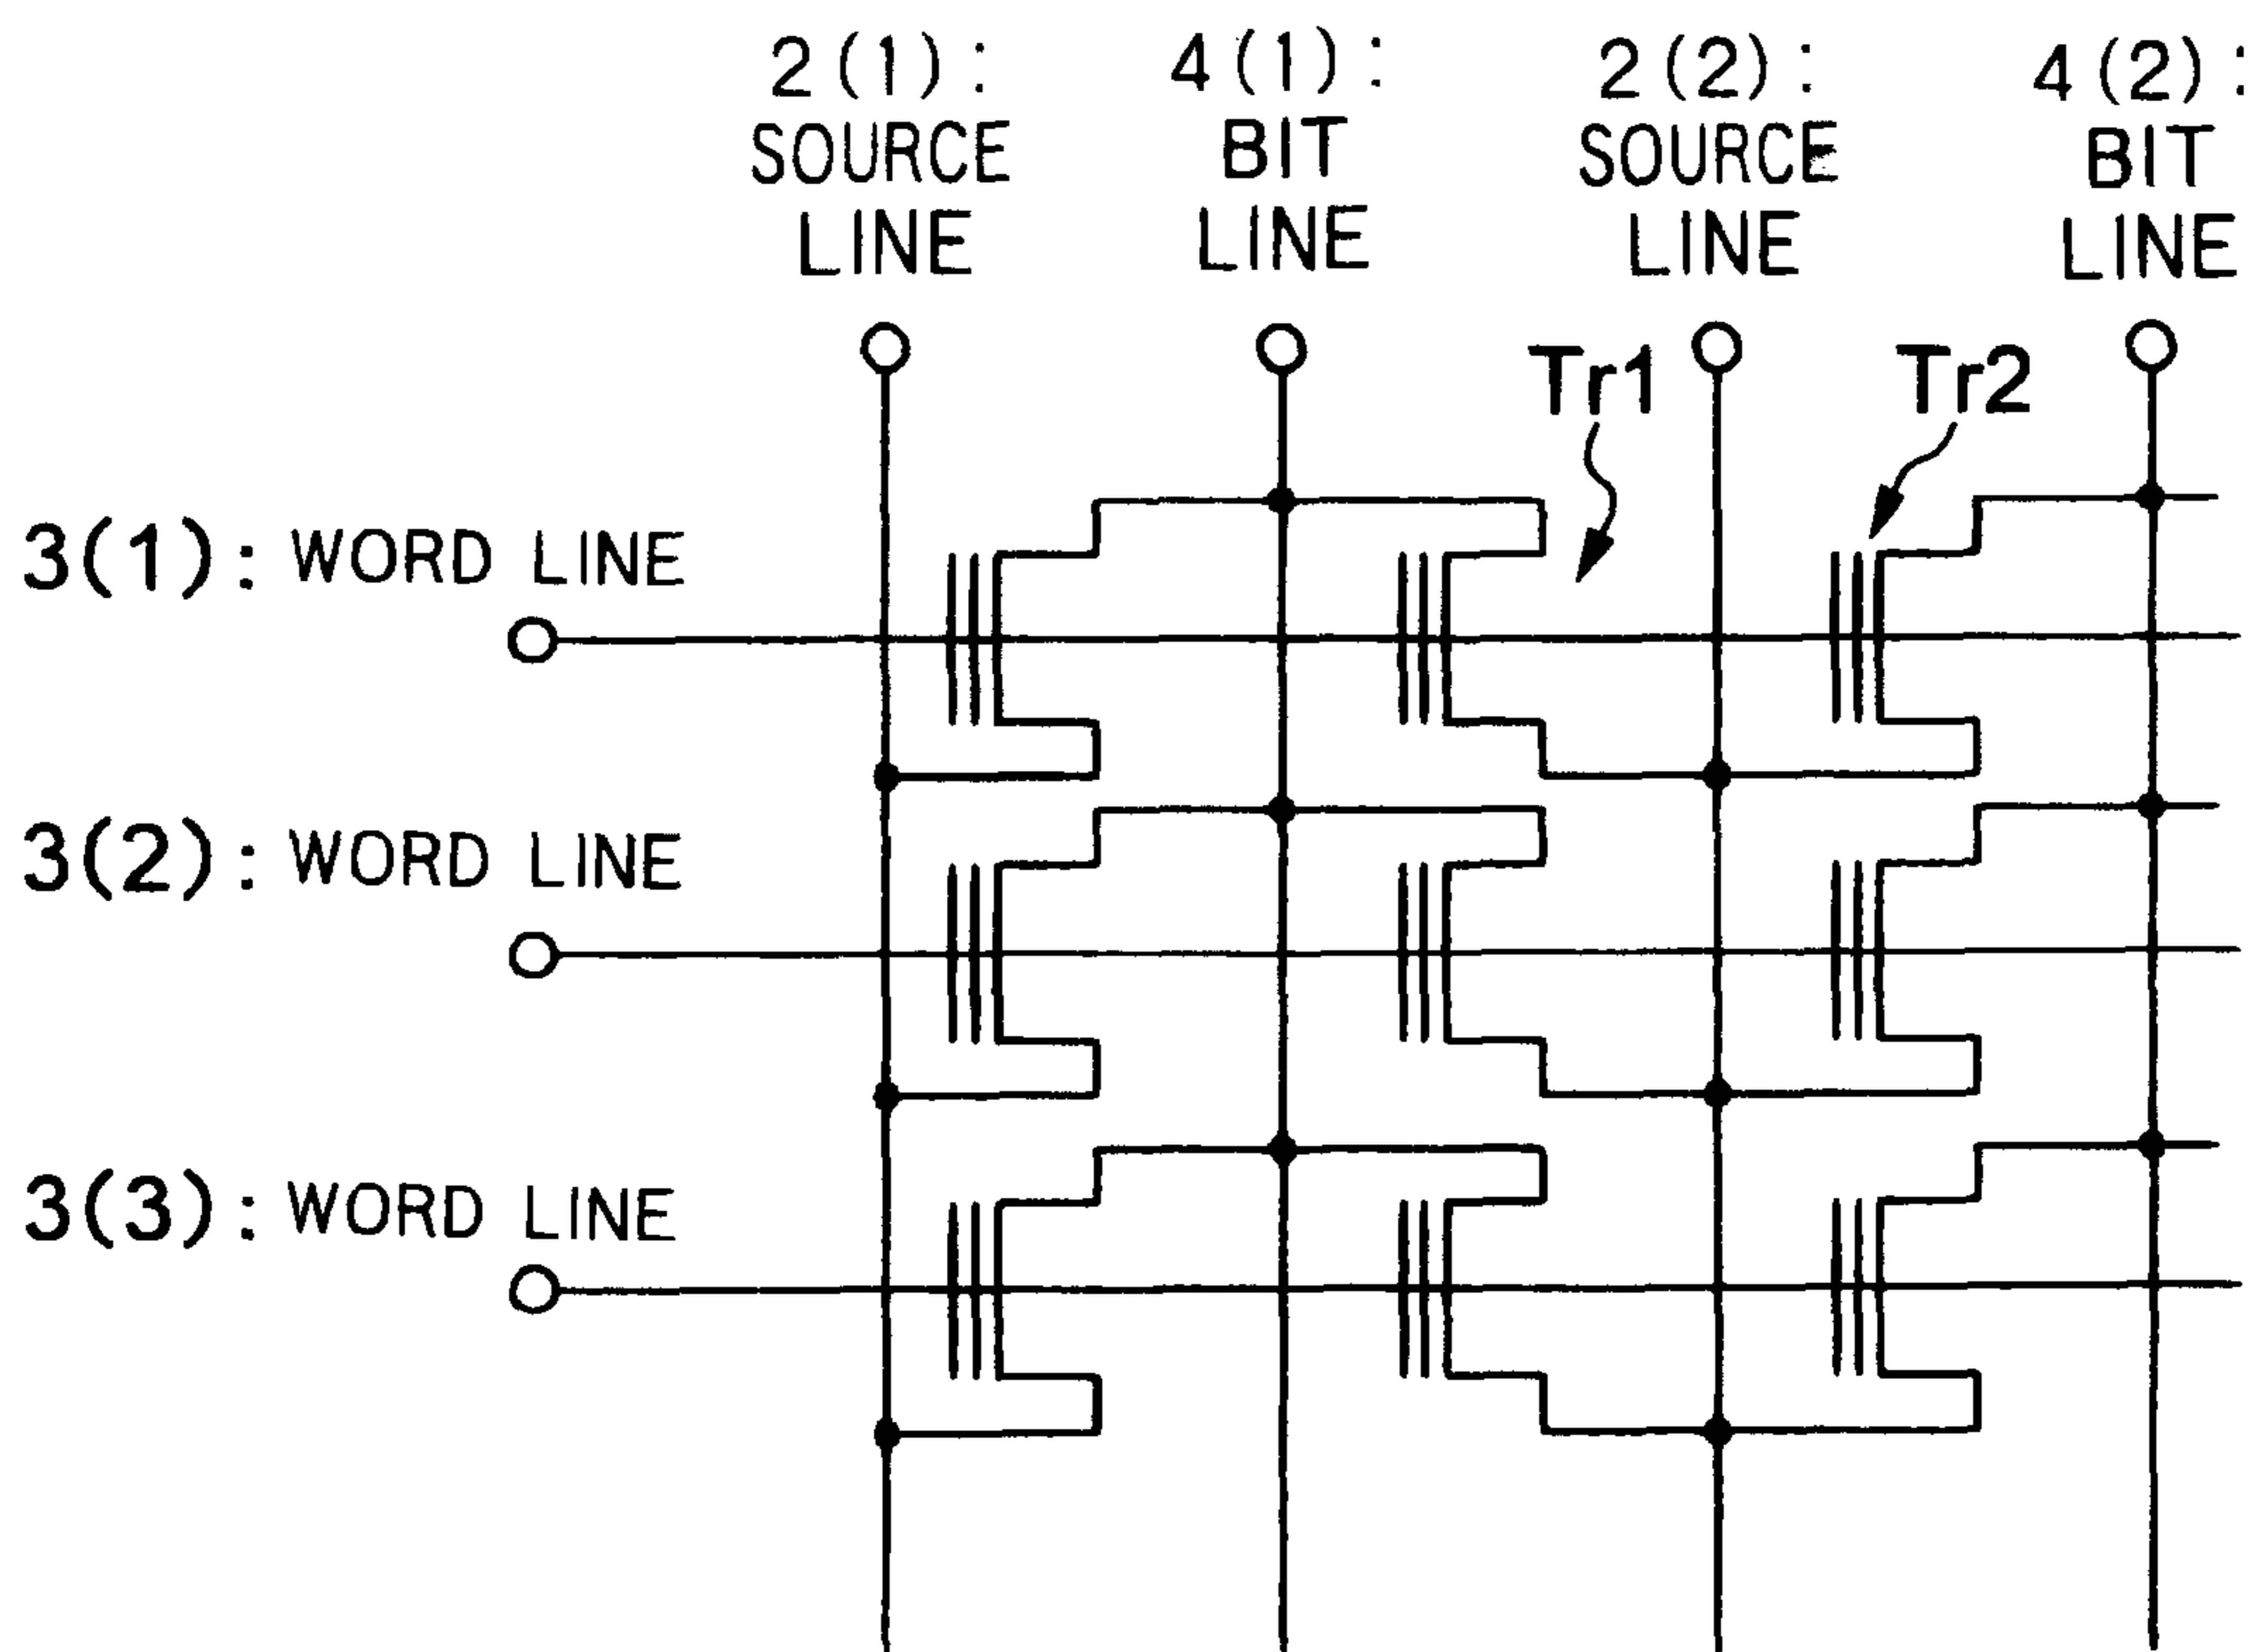 2(1):
SOURCE
LINE
4(1):
BIT
LINE
2(2):
SOURCE
LINE
4(2):
BIT
LINE
Tr1
Tr2
3(1): WORD LINE
3(2): WORD LINE
3(3): WORD LINE